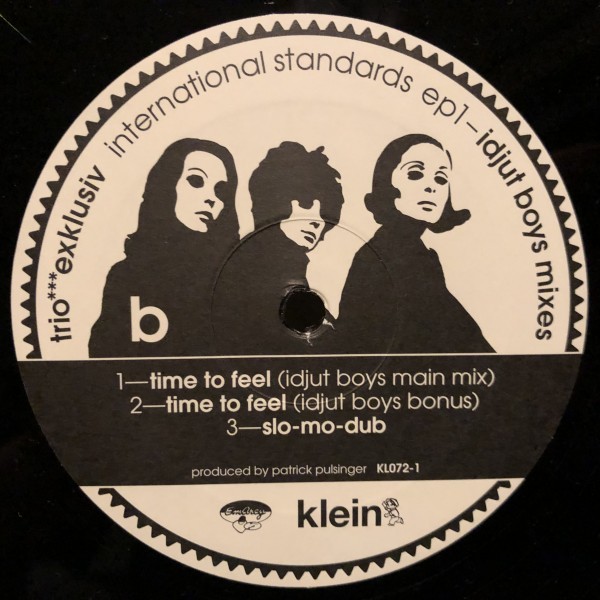 trio***exklusiv international standards ep1–idjut boys mixes
b
1—time to feel (idjut boys main mix)
2—time to feel (idjut boys bonus)
3—slo-mo-dub
produced by patrick pulsinger KL072-1
EmArcy
klein